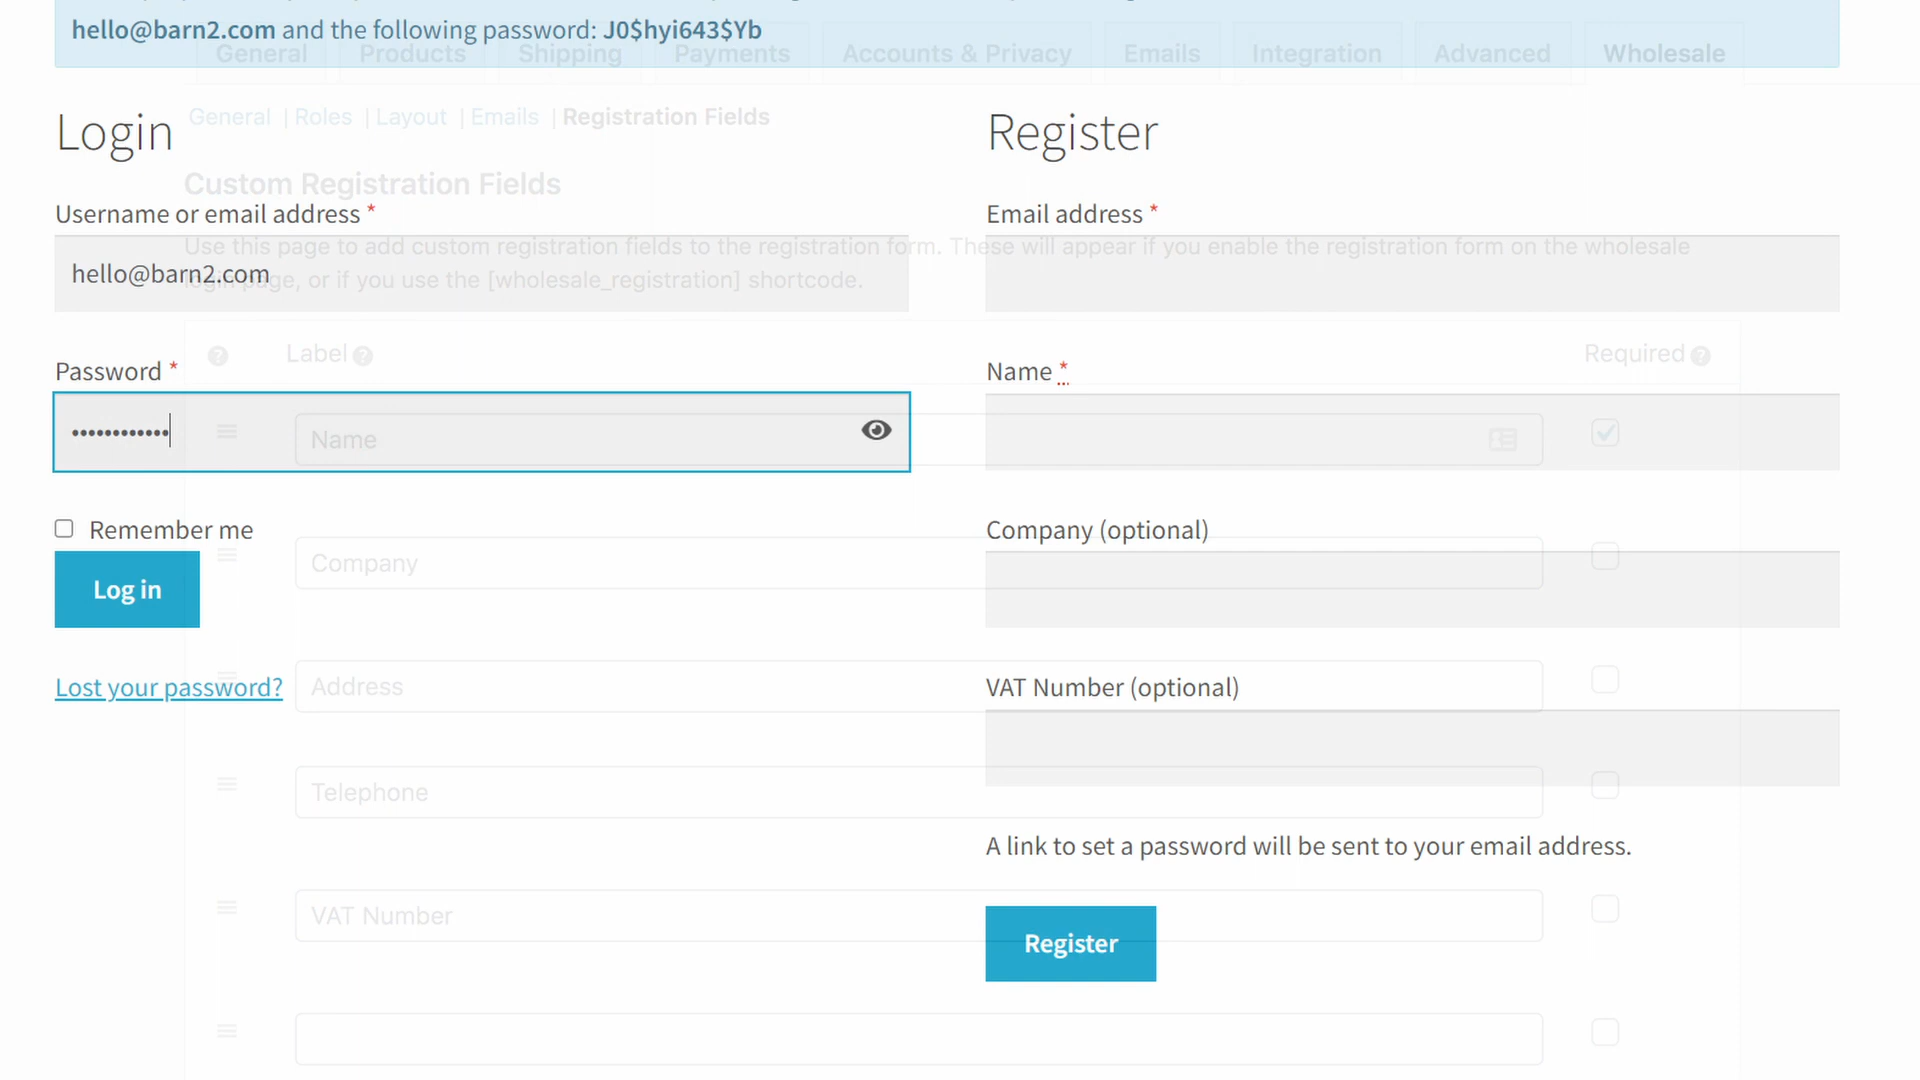 hello@barn2.com and the following password: J0$hyi643$Yb
General Products Shipping Payments Accounts & Privacy Emails Integration Advanced Wholesale
General | Roles | Layout | Emails | Registration Fields
Login
Register
Custom Registration Fields
Username or email address *
Email address *
Use this page to add custom registration fields to the registration form. These will appear if you enable the registration form on the wholesale
login page, or if you use the [wholesale_registration] shortcode.
hello@barn2.com
Label
Required
Password *
Name *
Name
Remember me
Company (optional)
Company
Log in
Lost your password?
Address
VAT Number (optional)
Telephone
A link to set a password will be sent to your email address.
VAT Number
Register